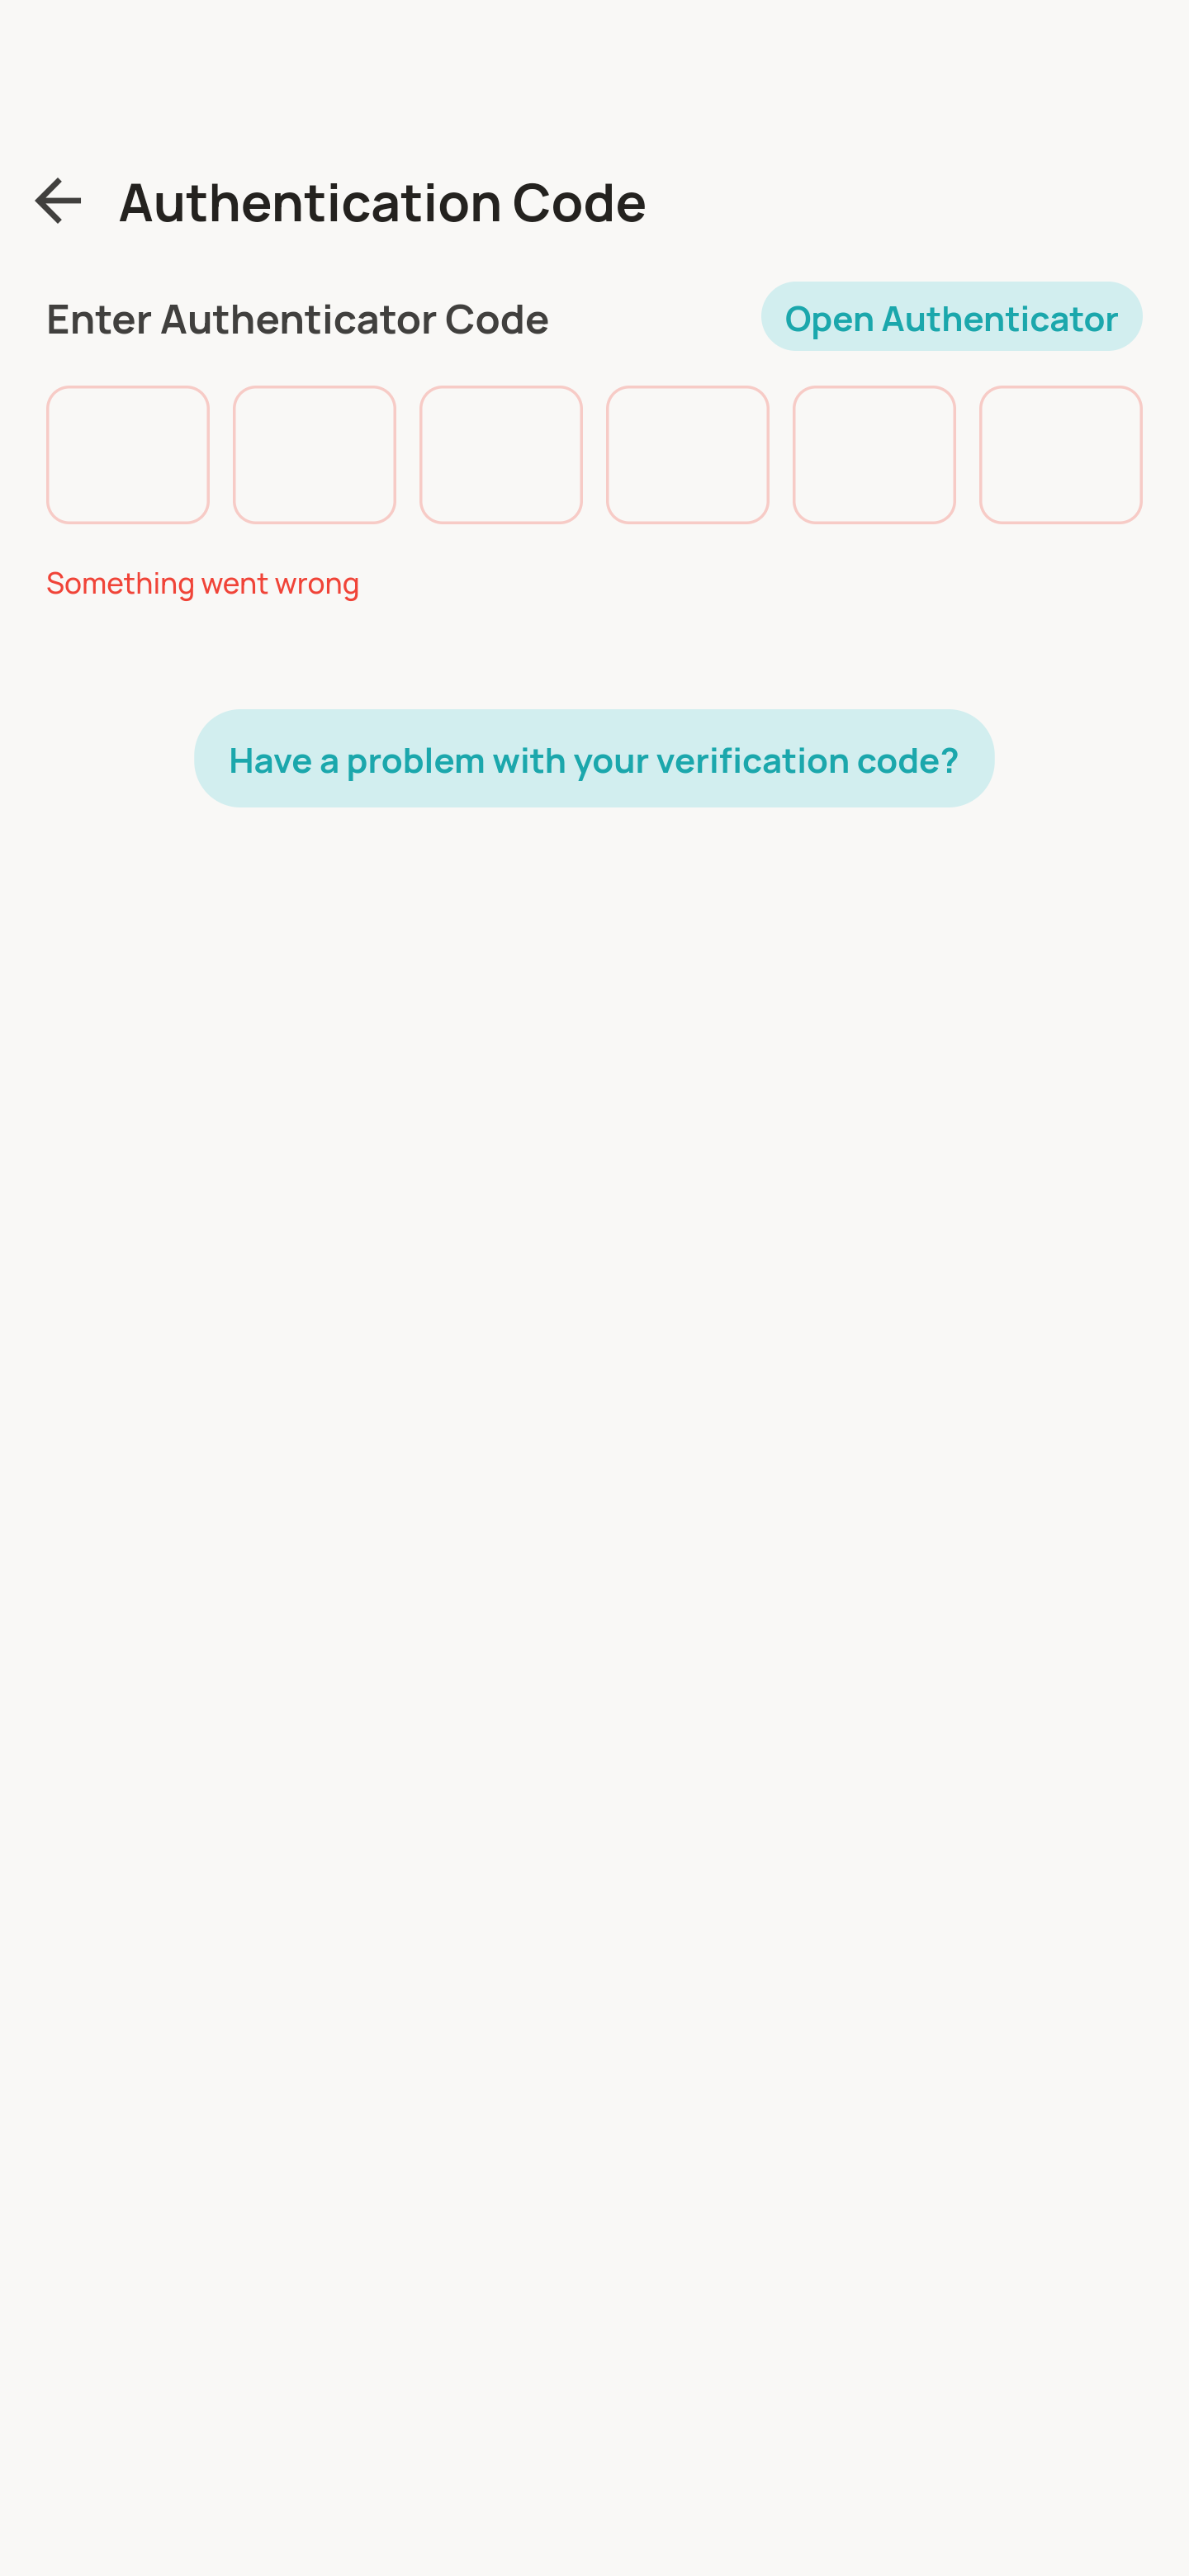 Authentication Code
Enter Authenticator Code
Open Authenticator
Something went wrong
Have a problem with your verification code?